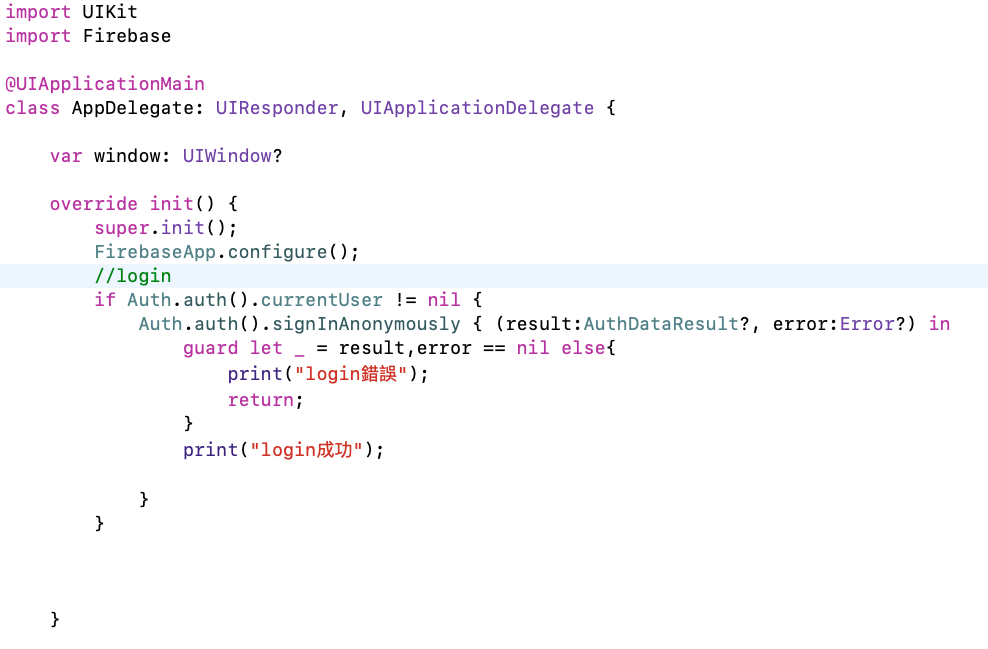 import UIKit
import Firebase
@UIApplicationMain
class AppDelegate: UIResponder, UIApplicationDelegate {
var window: UIWindow?
override init() {
super.init();
FirebaseApp.configure();
//login
if Auth.auth().currentUser != nil {
Auth.auth().signInAnonymously { (result:AuthDataResult?, error:Error?) in
guard let _ = result,error == nil else{
print("login錯誤");
return;
}
print("login成功");
}
}
}